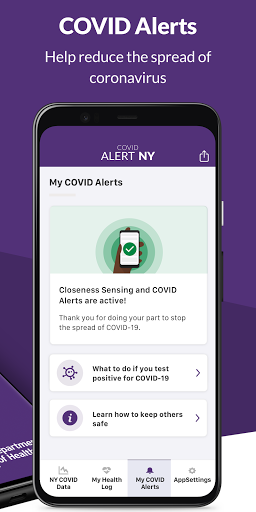 COVID Alerts
Help reduce the spread of
coronavirus
COVID
ALERT NY
My COVID Alerts
Closeness Sensing and COVID
Alerts are active!
Thank you for doing your part to stop
the spread of COVID-19.
What to do if you test
positive for COVID-19
Learn how to keep others
safe
NY COVID
Data
My Health
Log
My COVID
Alerts
AppSettings
of Health